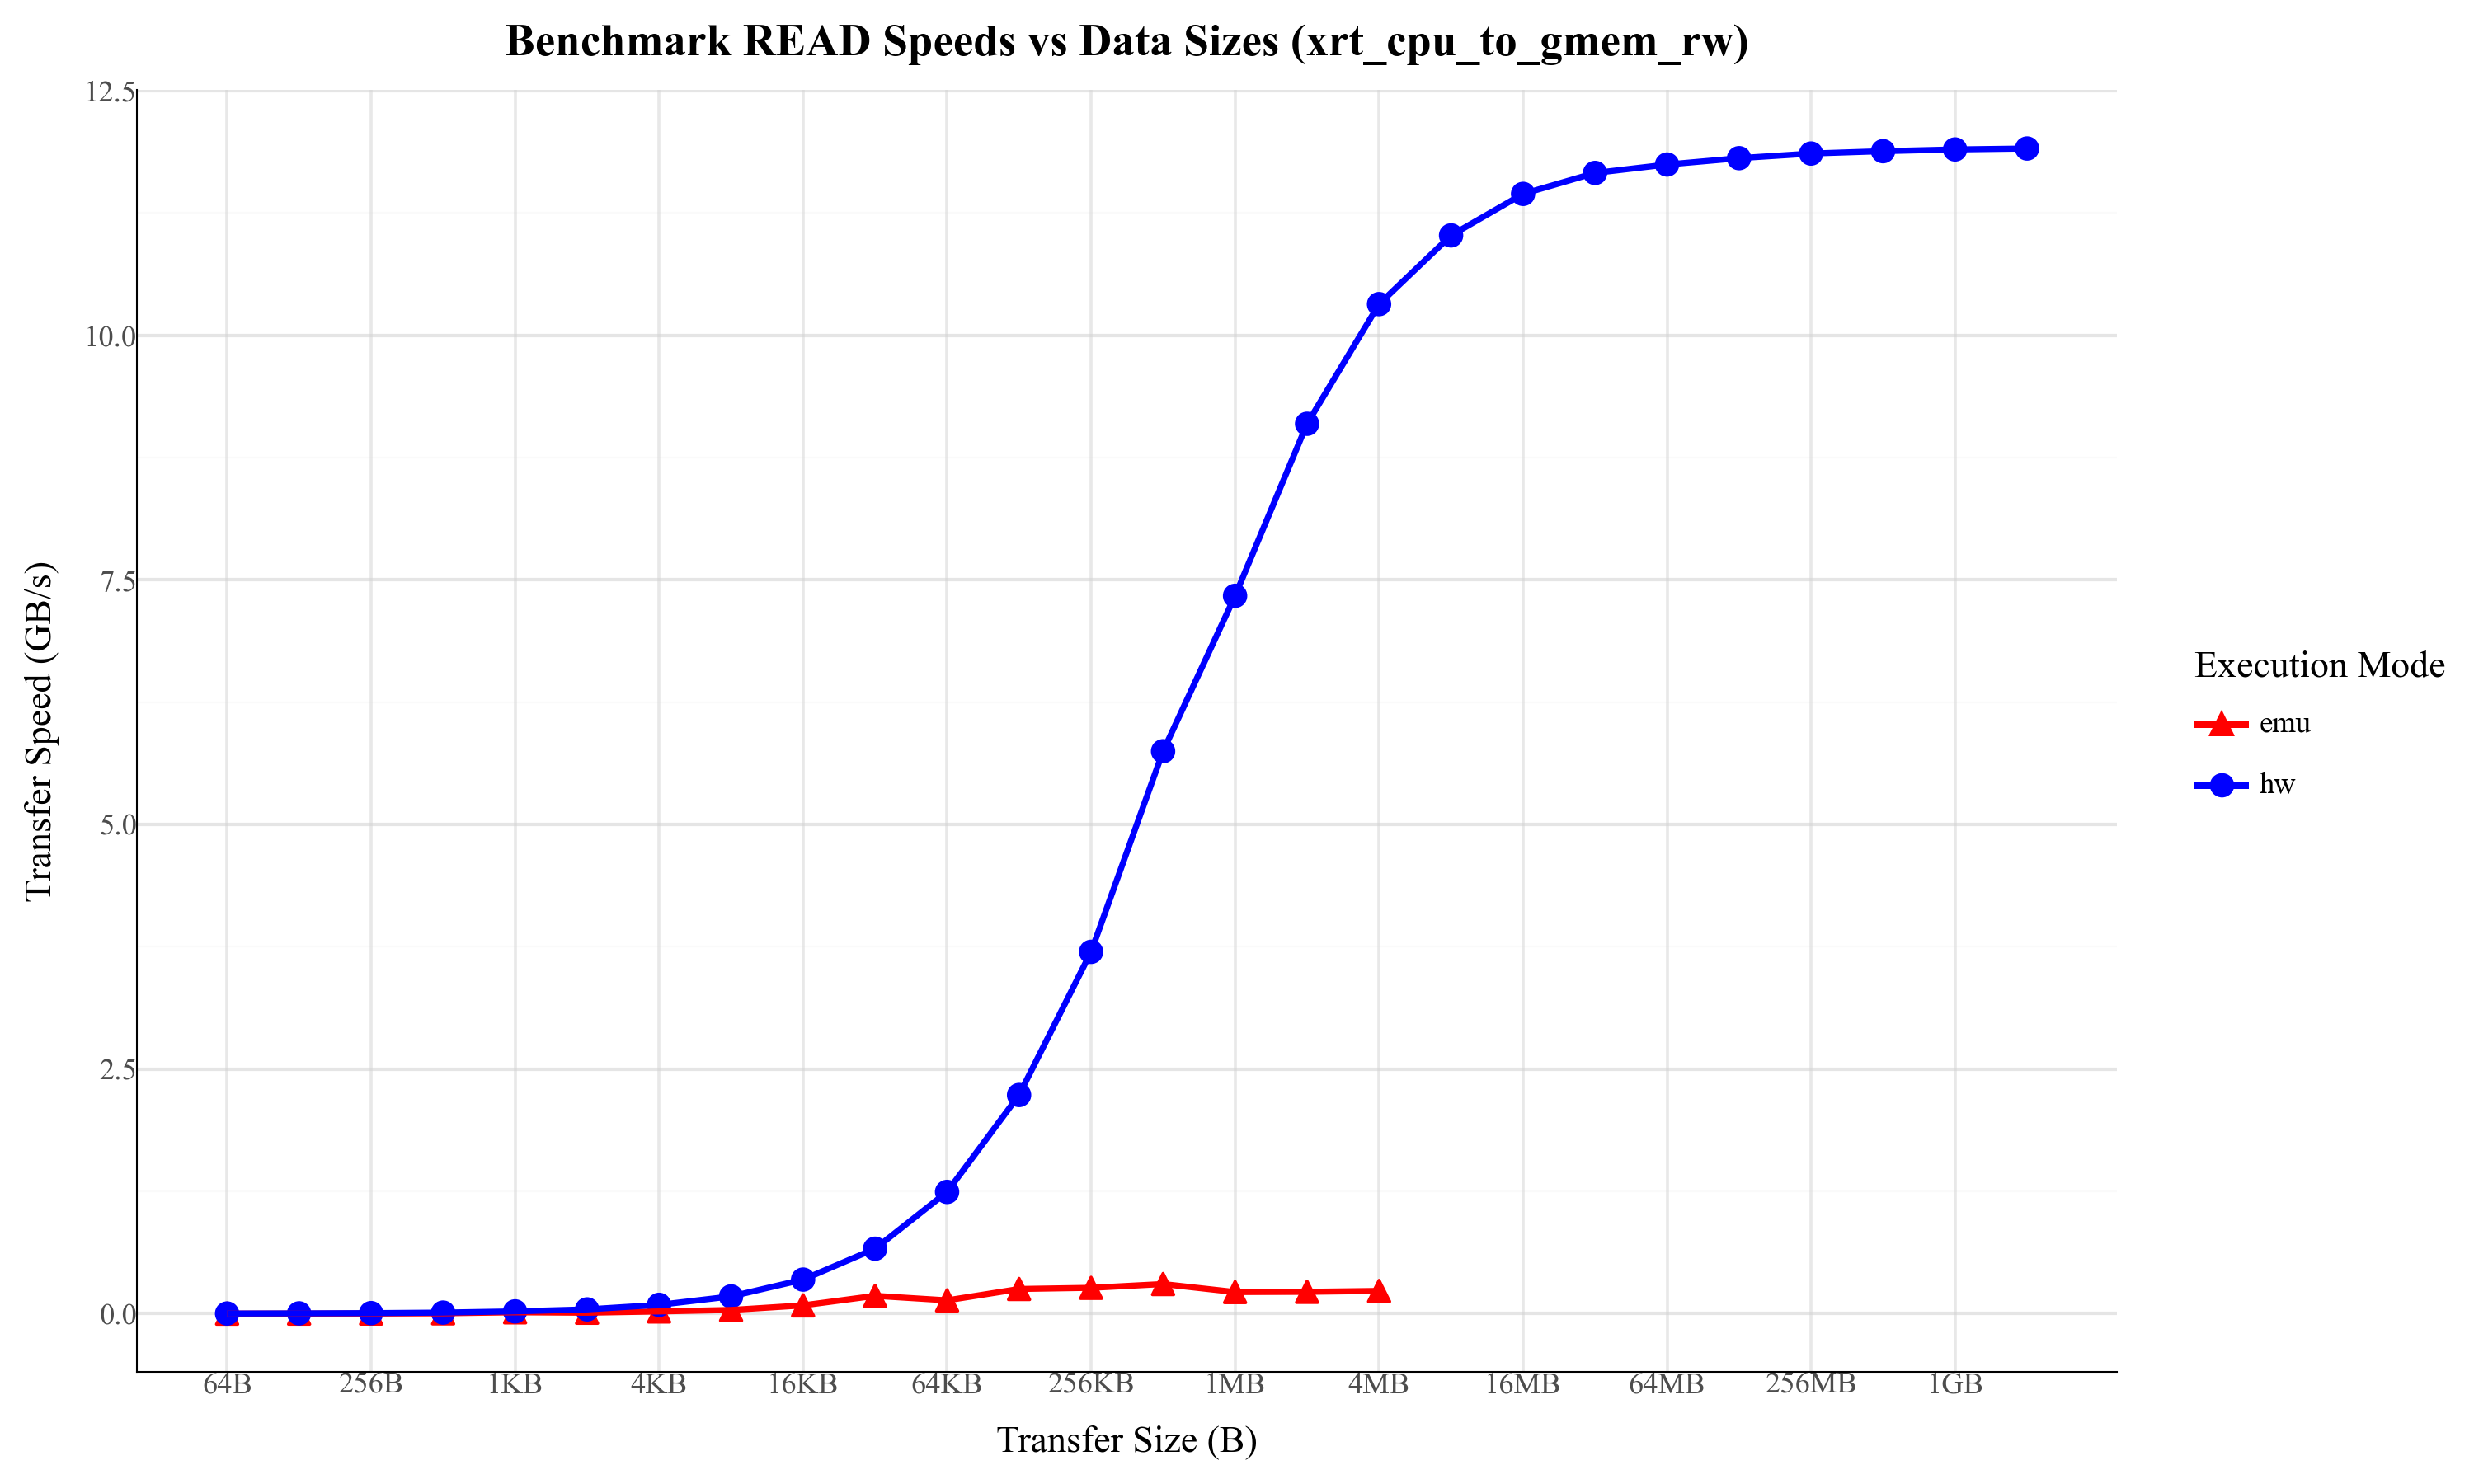 Benchmark READ Speeds vs Data Sizes (xrt_cpu_to_gmem_rw)
12.5
10.0
7.5
5.0
2.5
0.0
Transfer Speed (GB/s)
64B 256B 1KB 4KB 16KB 64KB 256KB 1MB 4MB 16MB 64MB 256MB 1GB
Transfer Size (B)
Execution Mode
emu
hw